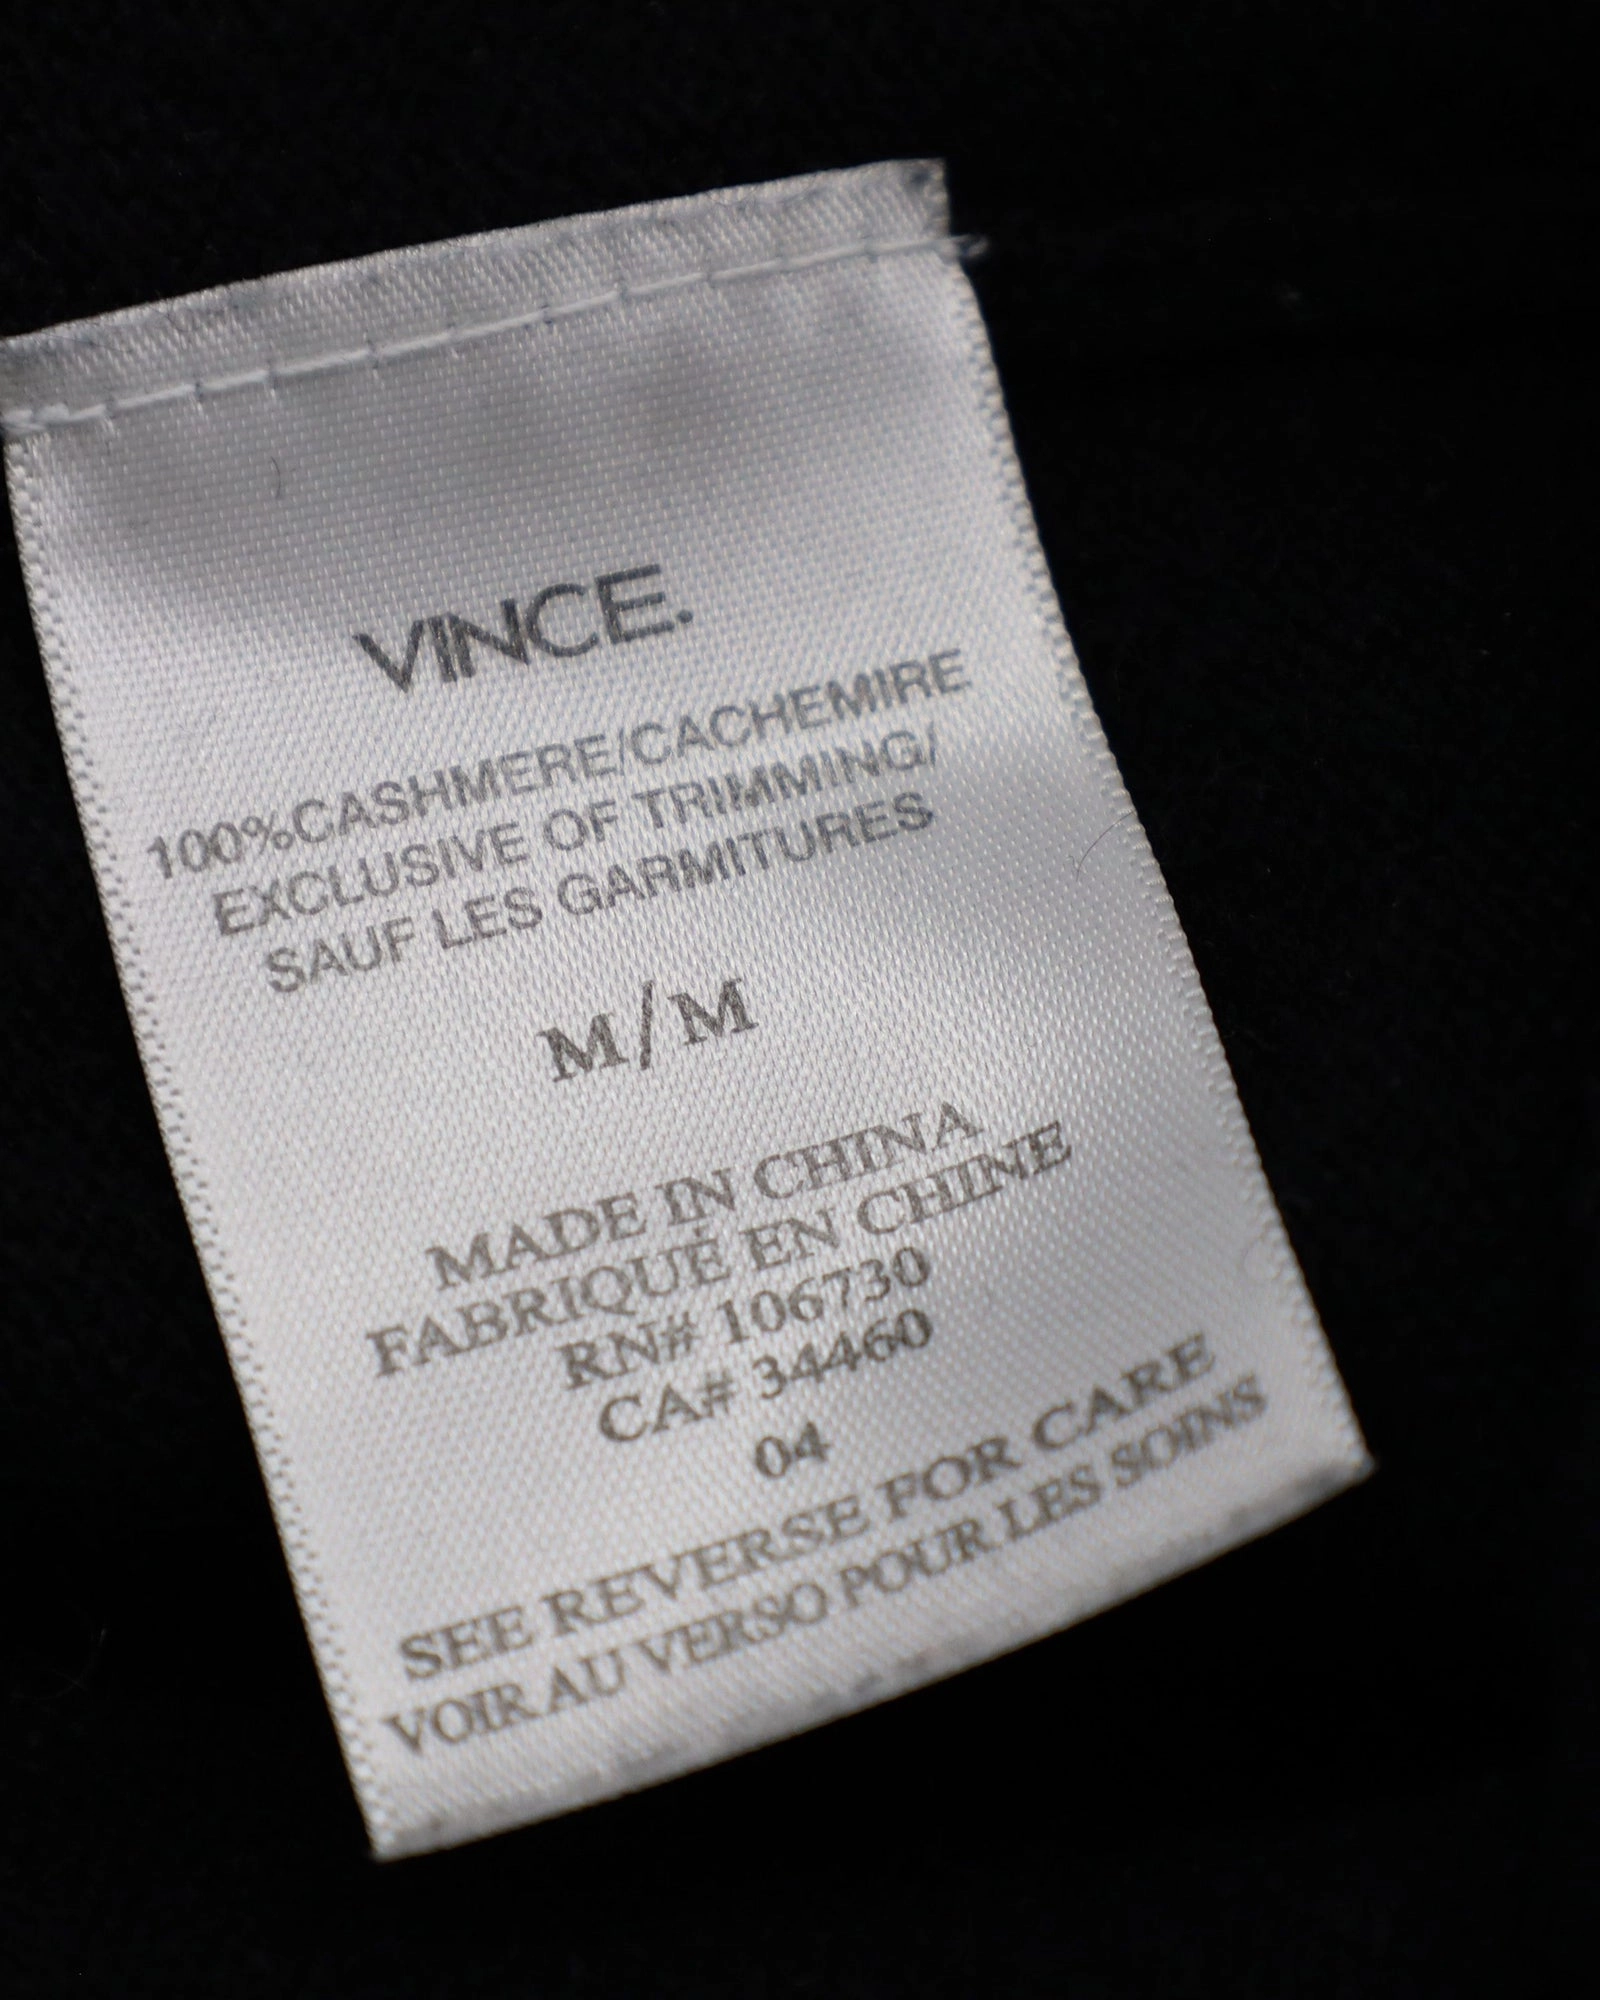 VINCE.
100%CASHMERE/CACHEMIRE
EXCLUSIVE OF TRIMMING/
SAUF LES GARMITURES
M/M
MADE IN CHINA
FABRIQUÉ EN CHINE
RN# 106730
CA# 34460
04
SEE REVERSE FOR CARE
VOIR AU VERSO POUR LES SOINS